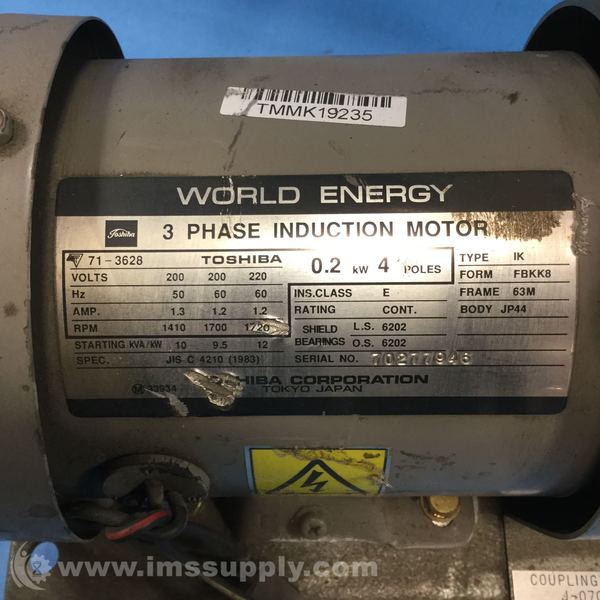 TMMK19235
WORLD ENERGY
Toshiba 3 PHASE INDUCTION MOTOR
71-3628 TOSHIBA 0.2 kW 4 POLES TYPE IK
VOLTS 200 200 220 FORM FBKK8
Hz 50 60 60 INS.CLASS E FRAME 63M
AMP. 1.3 1.2 1.2 RATING CONT. BODY JP44
RPM 1410 1700 1720 SHIELD L.S. 6202
STARTING kVA/kW 10 9.5 12 BEARINGS O.S. 6202
SPEC. JIS C 4210 (1983) SERIAL NO. 70277946
M 33934 CORPORATION
TOKYO JAPAN
www.imssupply.com
COUPLING